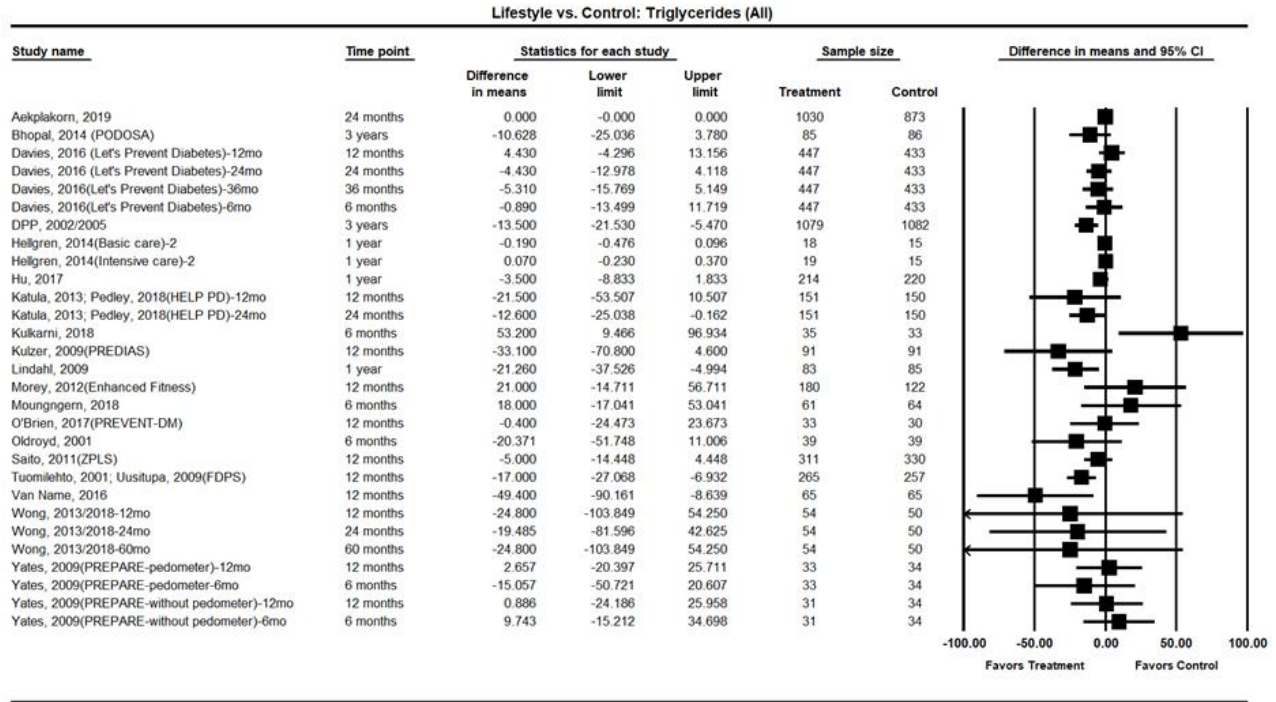 Lifestyle vs. Control: Triglycerides (All)
Study name Time point Statistics for each study Sample size Difference in means and 95% CI
Difference in means Lower limit Upper limit Treatment Control
Aekplakorn, 2019 24 months 0.000 -0.000 0.000 1030 873
Bhopal, 2014 (PODOSA) 3 years -10.628 -25.036 3.780 85 86
Davies, 2016 (Let's Prevent Diabetes)-12mo 12 months 4.430 -4.296 13.156 447 433
Davies, 2016 (Let's Prevent Diabetes)-24mo 24 months -4.430 -12.978 4.118 447 433
Davies, 2016(Let's Prevent Diabetes)-36mo 36 months -5.310 -15.769 5.149 447 433
Davies, 2016(Let's Prevent Diabetes)-6mo 6 months -0.890 -13.499 11.719 447 433
DPP, 2002/2005 3 years -13.500 -21.530 -5.470 1079 1082
Hellgren, 2014(Basic care)-2 1 year -0.190 -0.476 0.096 18 15
Hellgren, 2014(Intensive care)-2 1 year 0.070 -0.230 0.370 19 15
Hu, 2017 1 year -3.500 -8.833 1.833 214 220
Katula, 2013; Pedley, 2018(HELP PD)-12mo 12 months -21.500 -53.507 10.507 151 150
Katula, 2013; Pedley, 2018(HELP PD)-24mo 24 months -12.600 -25.038 -0.162 151 150
Kulkarni, 2018 6 months 53.200 9.466 96.934 35 33
Kulzer, 2009(PREDIAS) 12 months -33.100 -70.800 4.600 91 91
Lindahl, 2009 1 year -21.260 -37.526 -4.994 83 85
Morey, 2012(Enhanced Fitness) 12 months 21.000 -14.711 56.711 180 122
Moungngern, 2018 6 months 18.000 -17.041 53.041 61 64
O'Brien, 2017(PREVENT-DM) 12 months -0.400 -24.473 23.673 33 30
Oldroyd, 2001 6 months -20.371 -51.748 11.006 39 39
Saito, 2011(ZPLS) 12 months -5.000 -14.448 4.448 311 330
Tuomilehto, 2001; Uusitupa, 2009(FDPS) 12 months -17.000 -27.068 -6.932 265 257
Van Name, 2016 12 months -49.400 -90.161 -8.639 65 65
Wong, 2013/2018-12mo 12 months -24.800 -103.849 54.250 54 50
Wong, 2013/2018-24mo 24 months -19.485 -81.596 42.625 54 50
Wong, 2013/2018-60mo 60 months -24.800 -103.849 54.250 54 50
Yates, 2009(PREPARE-pedometer)-12mo 12 months 2.657 -20.397 25.711 33 34
Yates, 2009(PREPARE-pedometer-6mo 6 months -15.057 -50.721 20.607 33 34
Yates, 2009(PREPARE-without pedometer)-12mo 12 months 0.886 -24.186 25.958 31 34
Yates, 2009(PREPARE-without pedometer)-6mo 6 months 9.743 -15.212 34.698 31 34
-100.00 -50.00 0.00 50.00 100.00
Favors Treatment Favors Control